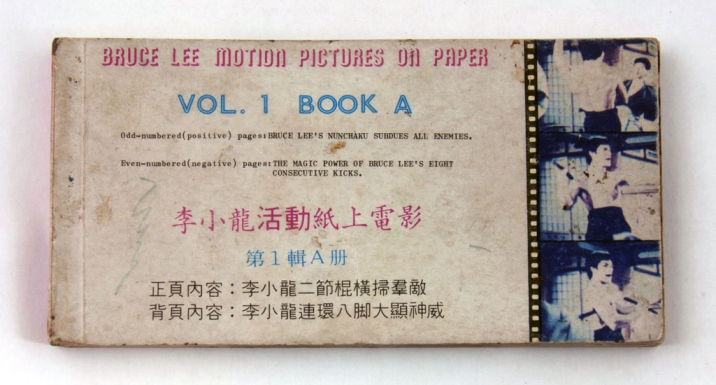 BRUCE LEE MOTION PICTURES ON PAPER
VOL. 1 BOOK A
Odd-numbered(positive) pages:BRUCE LEE'S NUNCHAKU SUBDUES ALL ENEMIES.
Even-numbered(negative) pages:THE MAGIC POWER OF BRUCE LEE'S EIGHT
CONSECUTIVE KICKS.
李小龍活動紙上電影
第1輯A册
正頁內容：李小龍二節棍橫掃羣敵
背頁內容：李小龍連環八脚大顯神威